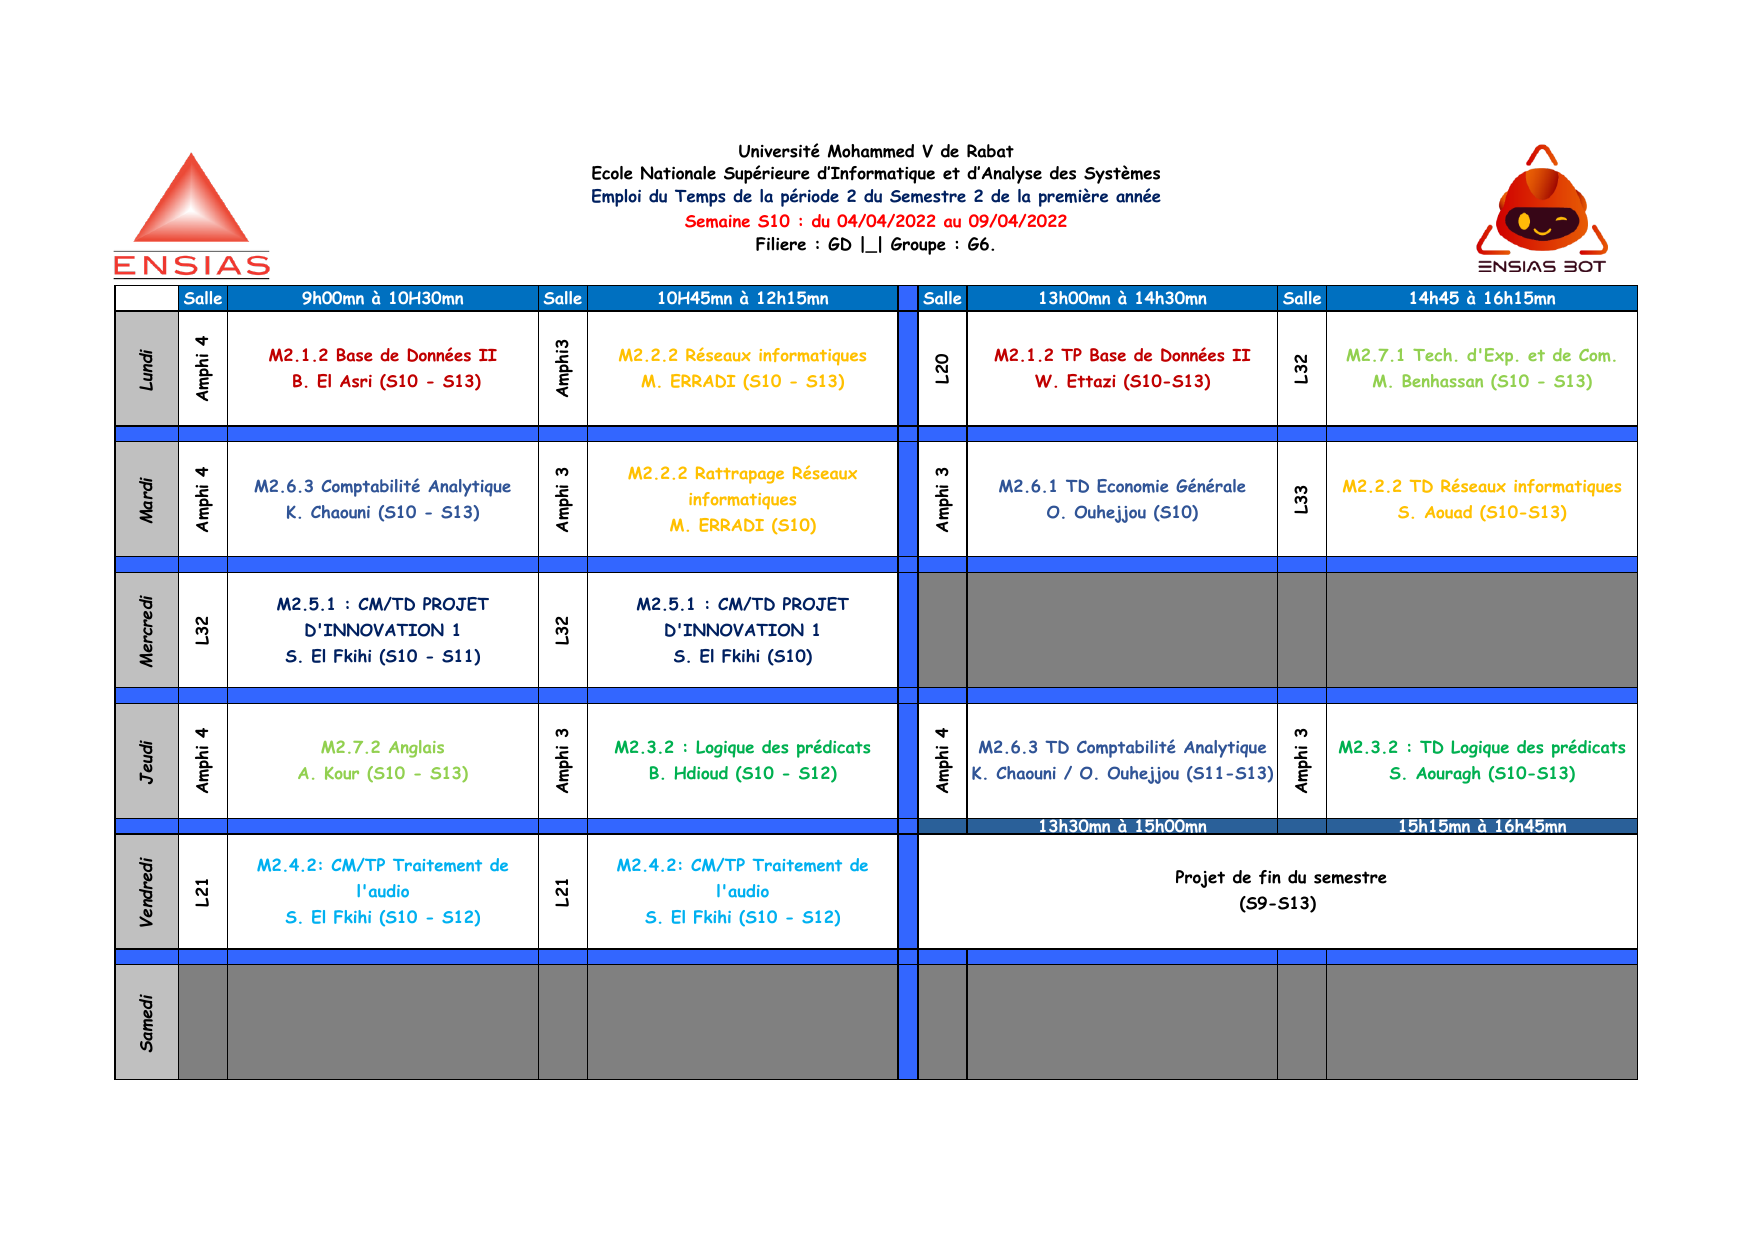 Université Mohammed V de Rabat
Ecole Nationale Supérieure d’Informatique et d’Analyse des Systèmes
Emploi du Temps de la période 2 du Semestre 2 de la première année
Semaine S10 : du 04/04/2022 au 09/04/2022
Filiere : GD |_| Groupe : G6.
ENSIAS
ENSIAS BOT
Salle
9h00mn à 10H30mn
Salle
10H45mn à 12h15mn
Salle
13h00mn à 14h30mn
Salle
14h45 à 16h15mn
Lundi
Amphi 4
M2.1.2 Base de Données II
B. El Asri (S10 - S13)
Amphi3
M2.2.2 Réseaux informatiques
M. ERRADI (S10 - S13)
L20
M2.1.2 TP Base de Données II
W. Ettazi (S10-S13)
L32
M2.7.1 Tech. d'Exp. et de Com.
M. Benhassan (S10 - S13)
Mardi
Amphi 4
M2.6.3 Comptabilité Analytique
K. Chaouni (S10 - S13)
Amphi 3
M2.2.2 Rattrapage Réseaux
informatiques
M. ERRADI (S10)
Amphi 3
M2.6.1 TD Economie Générale
O. Ouhejjou (S10)
L33
M2.2.2 TD Réseaux informatiques
S. Aouad (S10-S13)
Mercredi
L32
M2.5.1 : CM/TD PROJET
D'INNOVATION 1
S. El Fkihi (S10 - S11)
L32
M2.5.1 : CM/TD PROJET
D'INNOVATION 1
S. El Fkihi (S10)
Jeudi
Amphi 4
M2.7.2 Anglais
A. Kour (S10 - S13)
Amphi 3
M2.3.2 : Logique des prédicats
B. Hdioud (S10 - S12)
Amphi 4
M2.6.3 TD Comptabilité Analytique
K. Chaouni / O. Ouhejjou (S11-S13)
Amphi 3
M2.3.2 : TD Logique des prédicats
S. Aouragh (S10-S13)
13h30mn à 15h00mn
15h15mn à 16h45mn
Vendredi
L21
M2.4.2: CM/TP Traitement de
l'audio
S. El Fkihi (S10 - S12)
L21
M2.4.2: CM/TP Traitement de
l'audio
S. El Fkihi (S10 - S12)
Projet de fin du semestre
(S9-S13)
Samedi